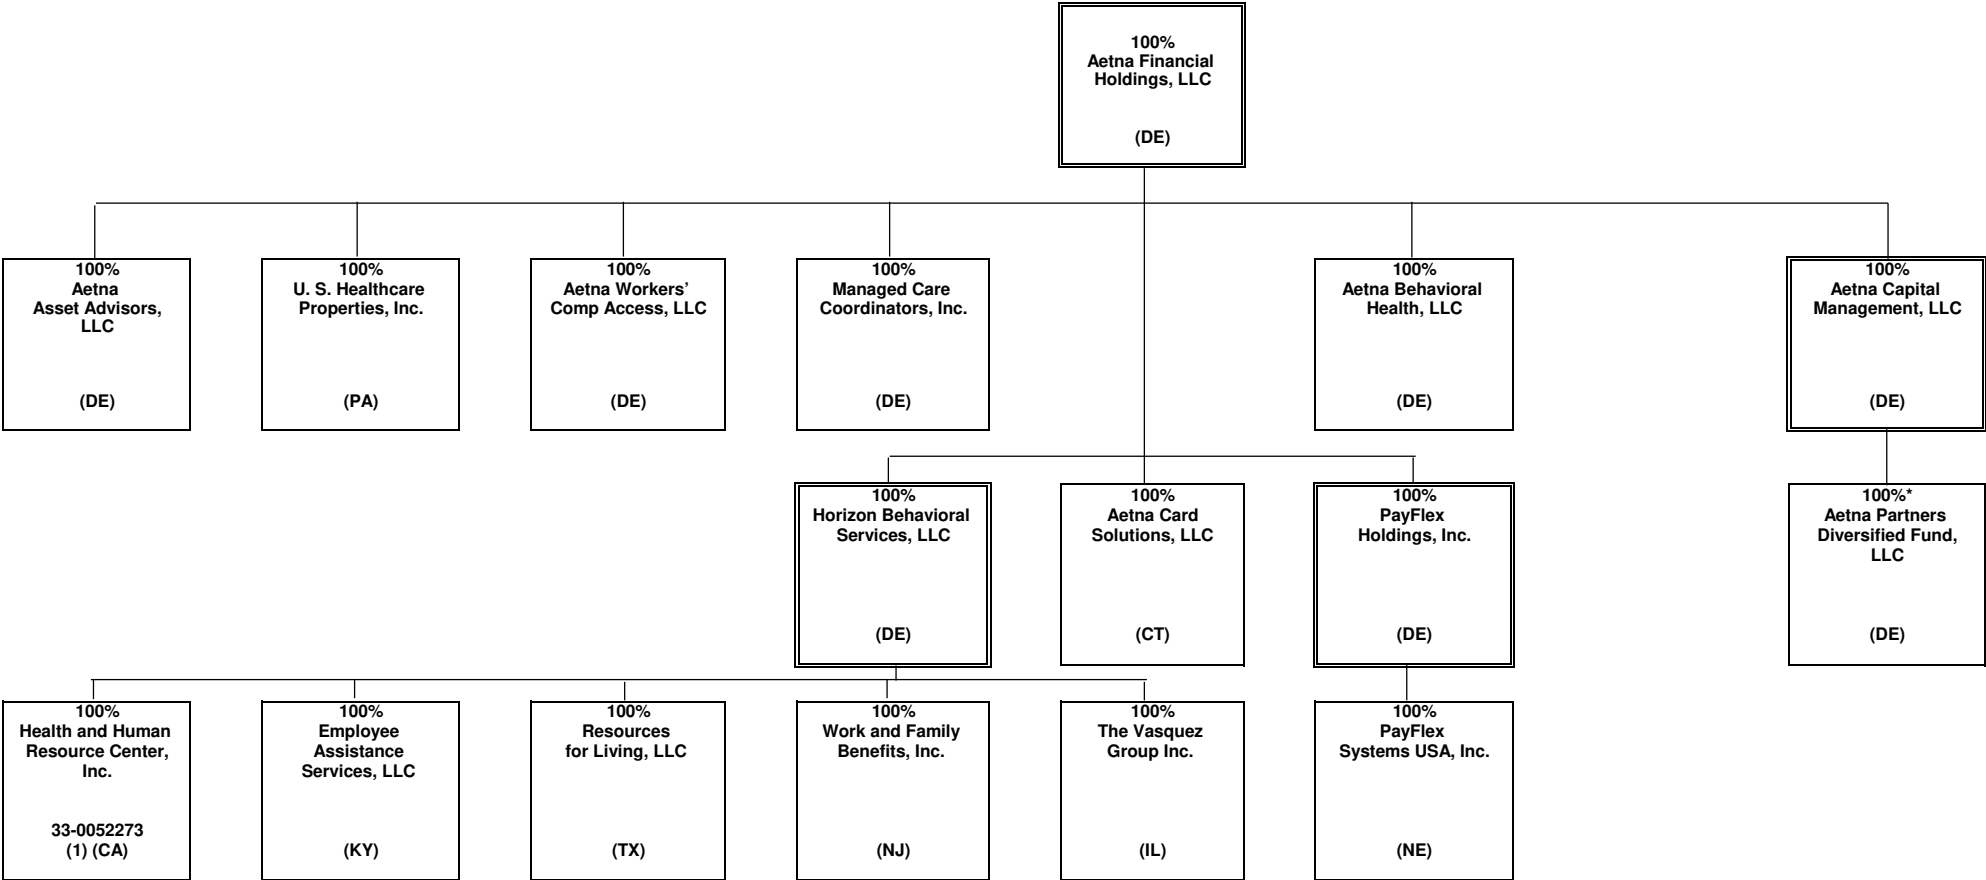 100%
Aetna Financial
Holdings, LLC
(DE)
100%
Aetna
Asset Advisors,
LLC
(DE)
100%
U. S. Healthcare
Properties, Inc.
(PA)
100%
Aetna Workers’
Comp Access, LLC
(DE)
100%
Managed Care
Coordinators, Inc.
(DE)
100%
Aetna Behavioral
Health, LLC
(DE)
100%
Aetna Capital
Management, LLC
(DE)
100%
Horizon Behavioral
Services, LLC
(DE)
100%
Aetna Card
Solutions, LLC
(CT)
100%
PayFlex
Holdings, Inc.
(DE)
100%*
Aetna Partners
Diversified Fund,
LLC
(DE)
100%
Health and Human
Resource Center,
Inc.
33-0052273
(1) (CA)
100%
Employee
Assistance
Services, LLC
(KY)
100%
Resources
for Living, LLC
(TX)
100%
Work and Family
Benefits, Inc.
(NJ)
100%
The Vasquez
Group Inc.
(IL)
100%
PayFlex
Systems USA, Inc.
(NE)